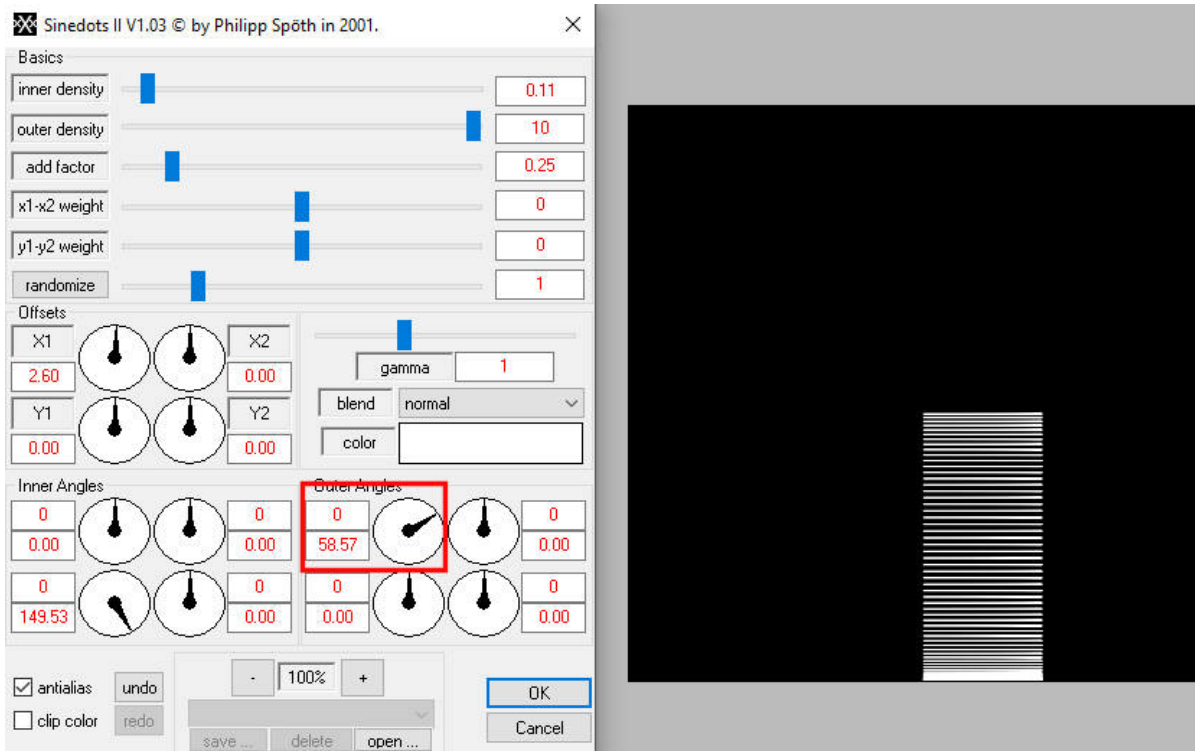 Sinedots II V1.03 © by Philipp Spöth in 2001.
Basics
inner density 0.11
outer density 10
add factor 0.25
x1-x2 weight 0
y1-y2 weight 0
randomize 1
Offsets
X1 X2
2.60 0.00
gamma 1
Y1 Y2
blend normal
0.00 0.00
color
Inner Angles Outer Angles
0 0 0 0
0.00 0.00 58.57 0.00
0 0 0 0
149.53 0.00 0.00 0.00
antialias undo - 100% + OK
clip color redo Cancel
save ... delete open ...